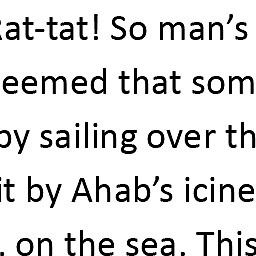 Rat-tat! So man’s
eemed that som
by sailing over th
it by Ahab’s icine
. on the sea. This